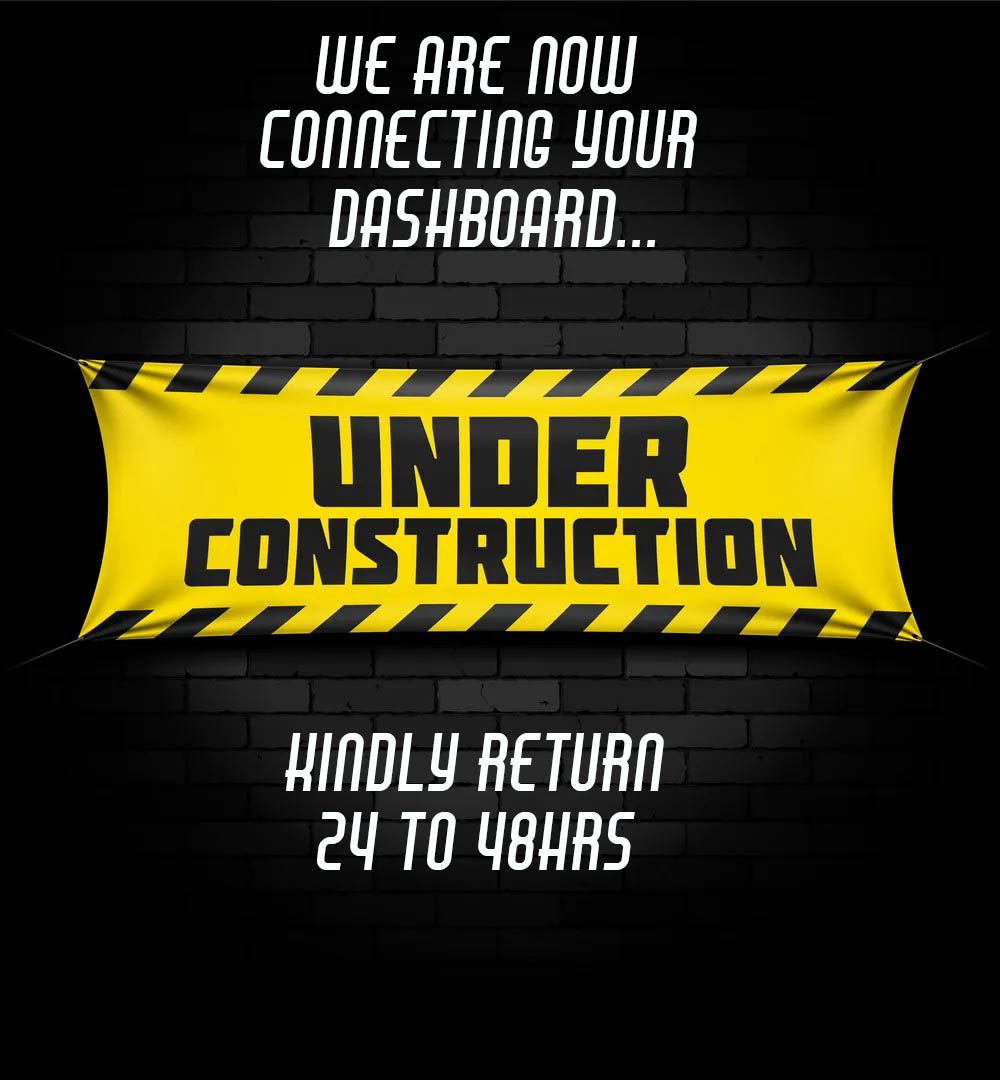 WE ARE NOW
CONNECTING YOUR
DASHBOARD...
UNDER
CONSTRUCTION
KINDLY RETURN
24 TO 48HRS